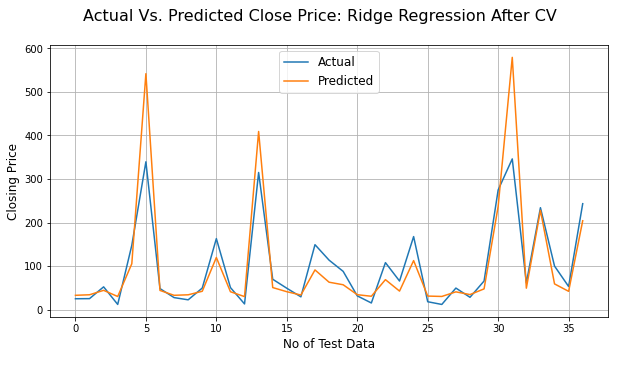 Actual Vs. Predicted Close Price: Ridge Regression After CV
600
500
400
300
200
100
0
Closing Price
Actual
Predicted
0 5 10 15 20 25 30 35
No of Test Data